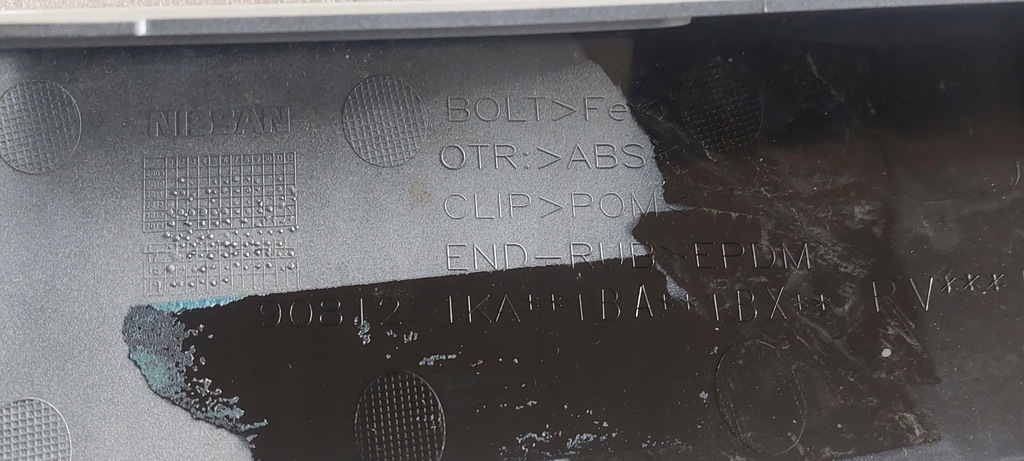 NISSAN
BOLT>Fe
OTR:>ABS
CLIP>POM
END-RUB>EPDM
90812 1KA**1BA**1BX** RV***